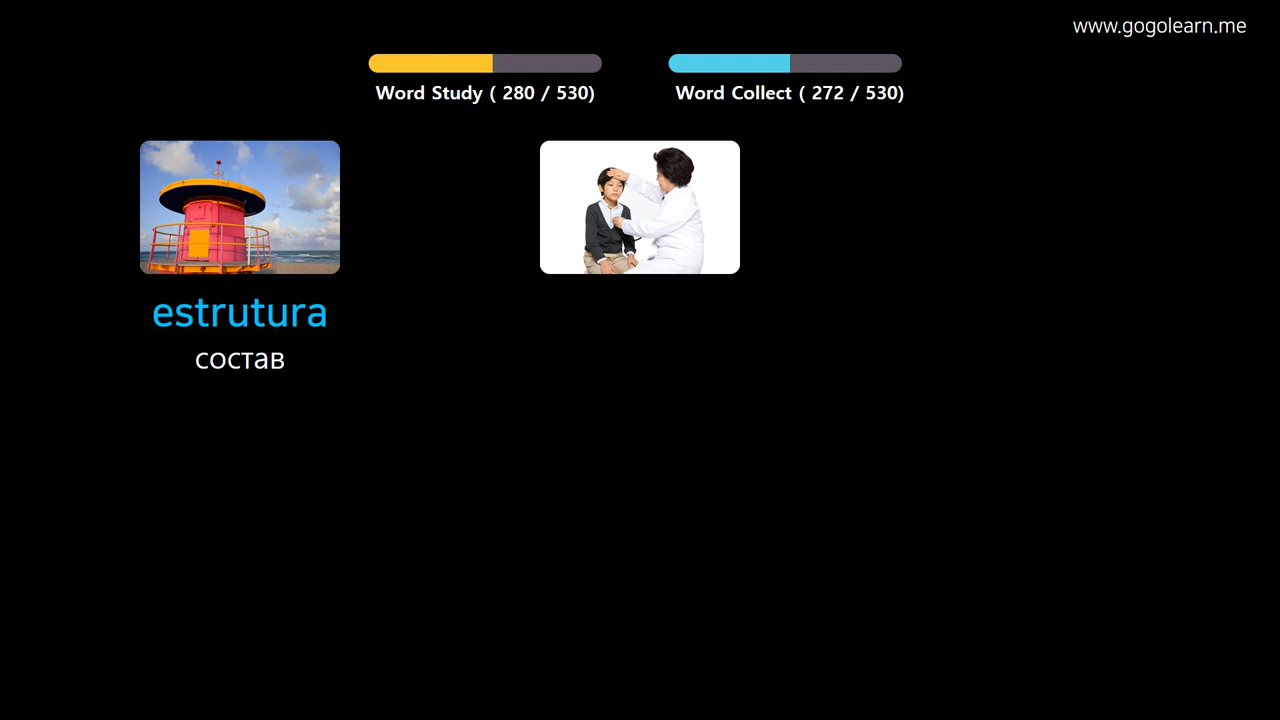 www.gogolearn.me
Word Study ( 280 / 530)
Word Collect ( 272 / 530)
estrutura
состав